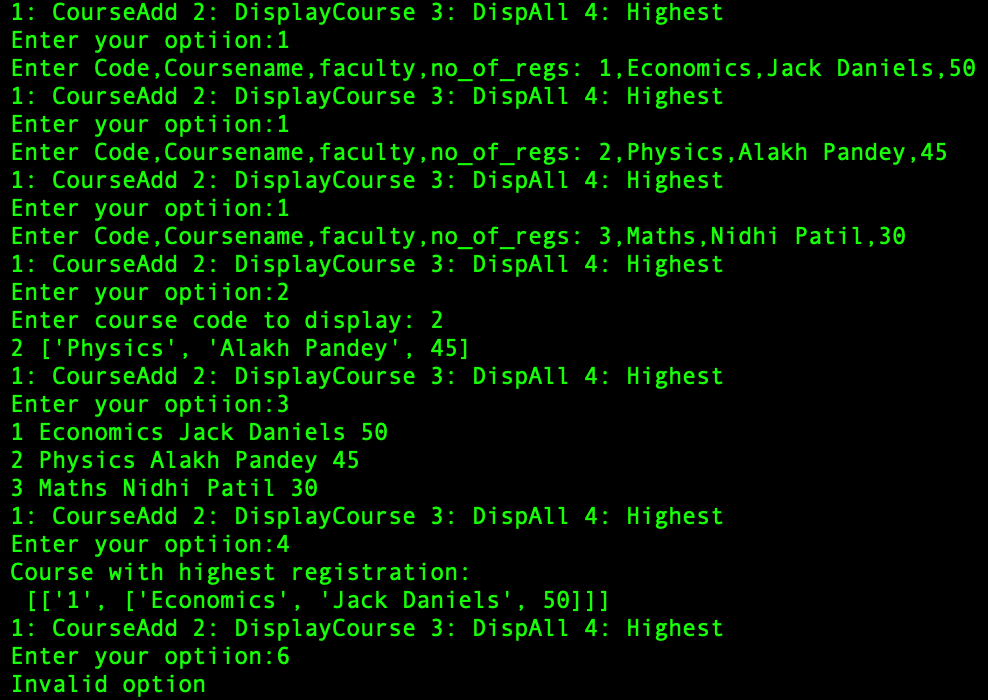 1: CourseAdd 2: DisplayCourse 3: DispAll 4: Highest
Enter your optiion:1
Enter Code,Coursename,faculty,no_of_regs: 1,Economics,Jack Daniels,50
1: CourseAdd 2: DisplayCourse 3: DispAll 4: Highest
Enter your optiion:1
Enter Code,Coursename,faculty,no_of_regs: 2,Physics,Alakh Pandey,45
1: CourseAdd 2: DisplayCourse 3: DispAll 4: Highest
Enter your optiion:1
Enter Code,Coursename,faculty,no_of_regs: 3,Maths,Nidhi Patil,30
1: CourseAdd 2: DisplayCourse 3: DispAll 4: Highest
Enter your optiion:2
Enter course code to display: 2
2 ['Physics', 'Alakh Pandey', 45]
1: CourseAdd 2: DisplayCourse 3: DispAll 4: Highest
Enter your optiion:3
1 Economics Jack Daniels 50
2 Physics Alakh Pandey 45
3 Maths Nidhi Patil 30
1: CourseAdd 2: DisplayCourse 3: DispAll 4: Highest
Enter your optiion:4
Course with highest registration:
 [['1', ['Economics', 'Jack Daniels', 50]]]
1: CourseAdd 2: DisplayCourse 3: DispAll 4: Highest
Enter your optiion:6
Invalid option